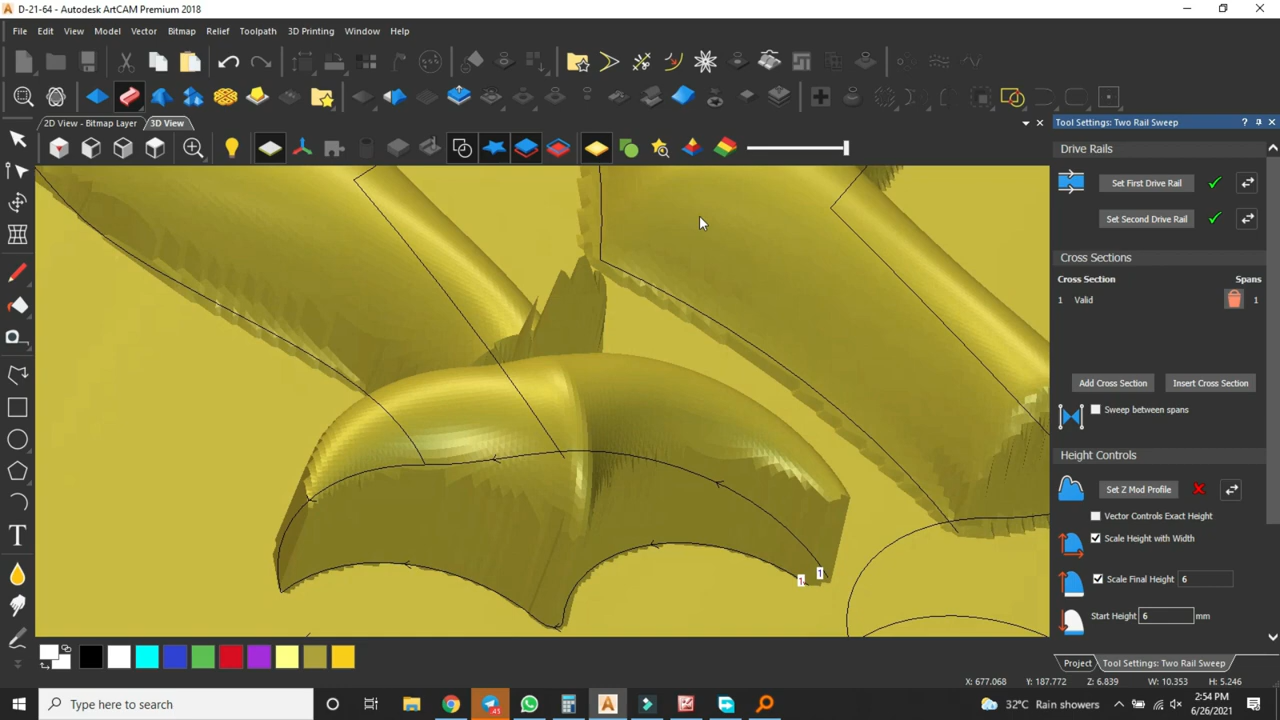 D-21-64 - Autodesk ArtCAM Premium 2018
File Edit View Model Vector Bitmap Relief Toolpath 3D Printing Window Help
2D View - Bitmap Layer 3D View
Tool Settings: Two Rail Sweep
Drive Rails
Set First Drive Rail
Set Second Drive Rail
Cross Sections
Cross Section Spans
1 Valid 1
Add Cross Section Insert Cross Section
Sweep between spans
Height Controls
Set Z Mod Profile
Vector Controls Exact Height
Scale Height with Width
Scale Final Height 6
Start Height 6 mm
1 1
Project Tool Settings: Two Rail Sweep
X: 677.068 Y: 187.772 Z: 6.839 W: 10.353 H: 5.246
Type here to search
41
32°C Rain showers
2:54 PM
6/26/2021